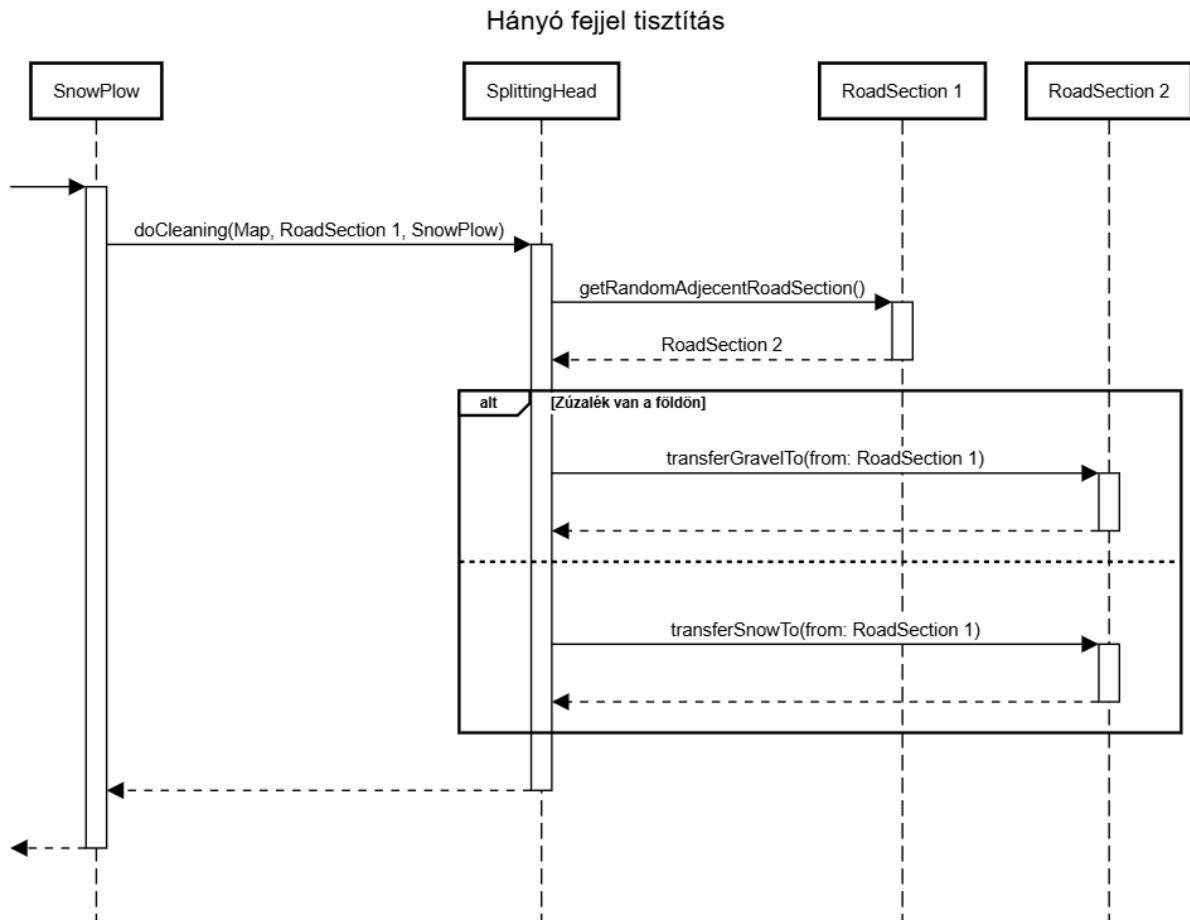 Hányó fejjel tisztítás
SnowPlow
SplittingHead
RoadSection 1
RoadSection 2
doCleaning(Map, RoadSection 1, SnowPlow)
getRandomAdjecentRoadSection()
RoadSection 2
alt
[Zúzalék van a földön]
transferGravelTo(from: RoadSection 1)
transferSnowTo(from: RoadSection 1)